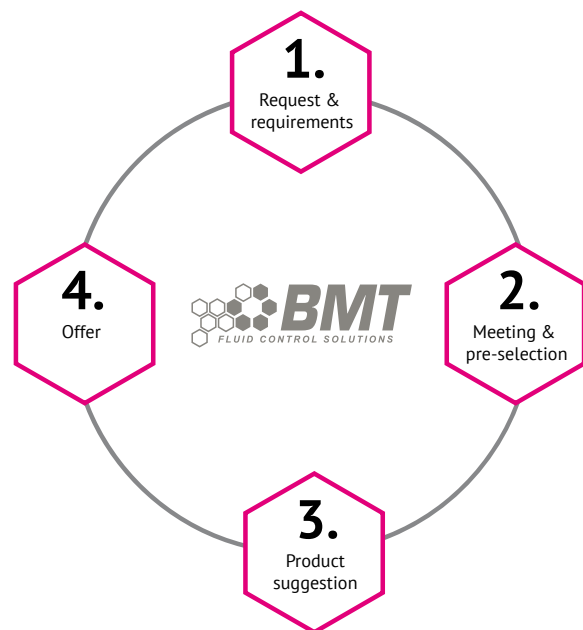 1.
Request &
requirements
2.
Meeting &
pre-selection
3.
Product
suggestion
4.
Offer
BMT
FLUID CONTROL SOLUTIONS